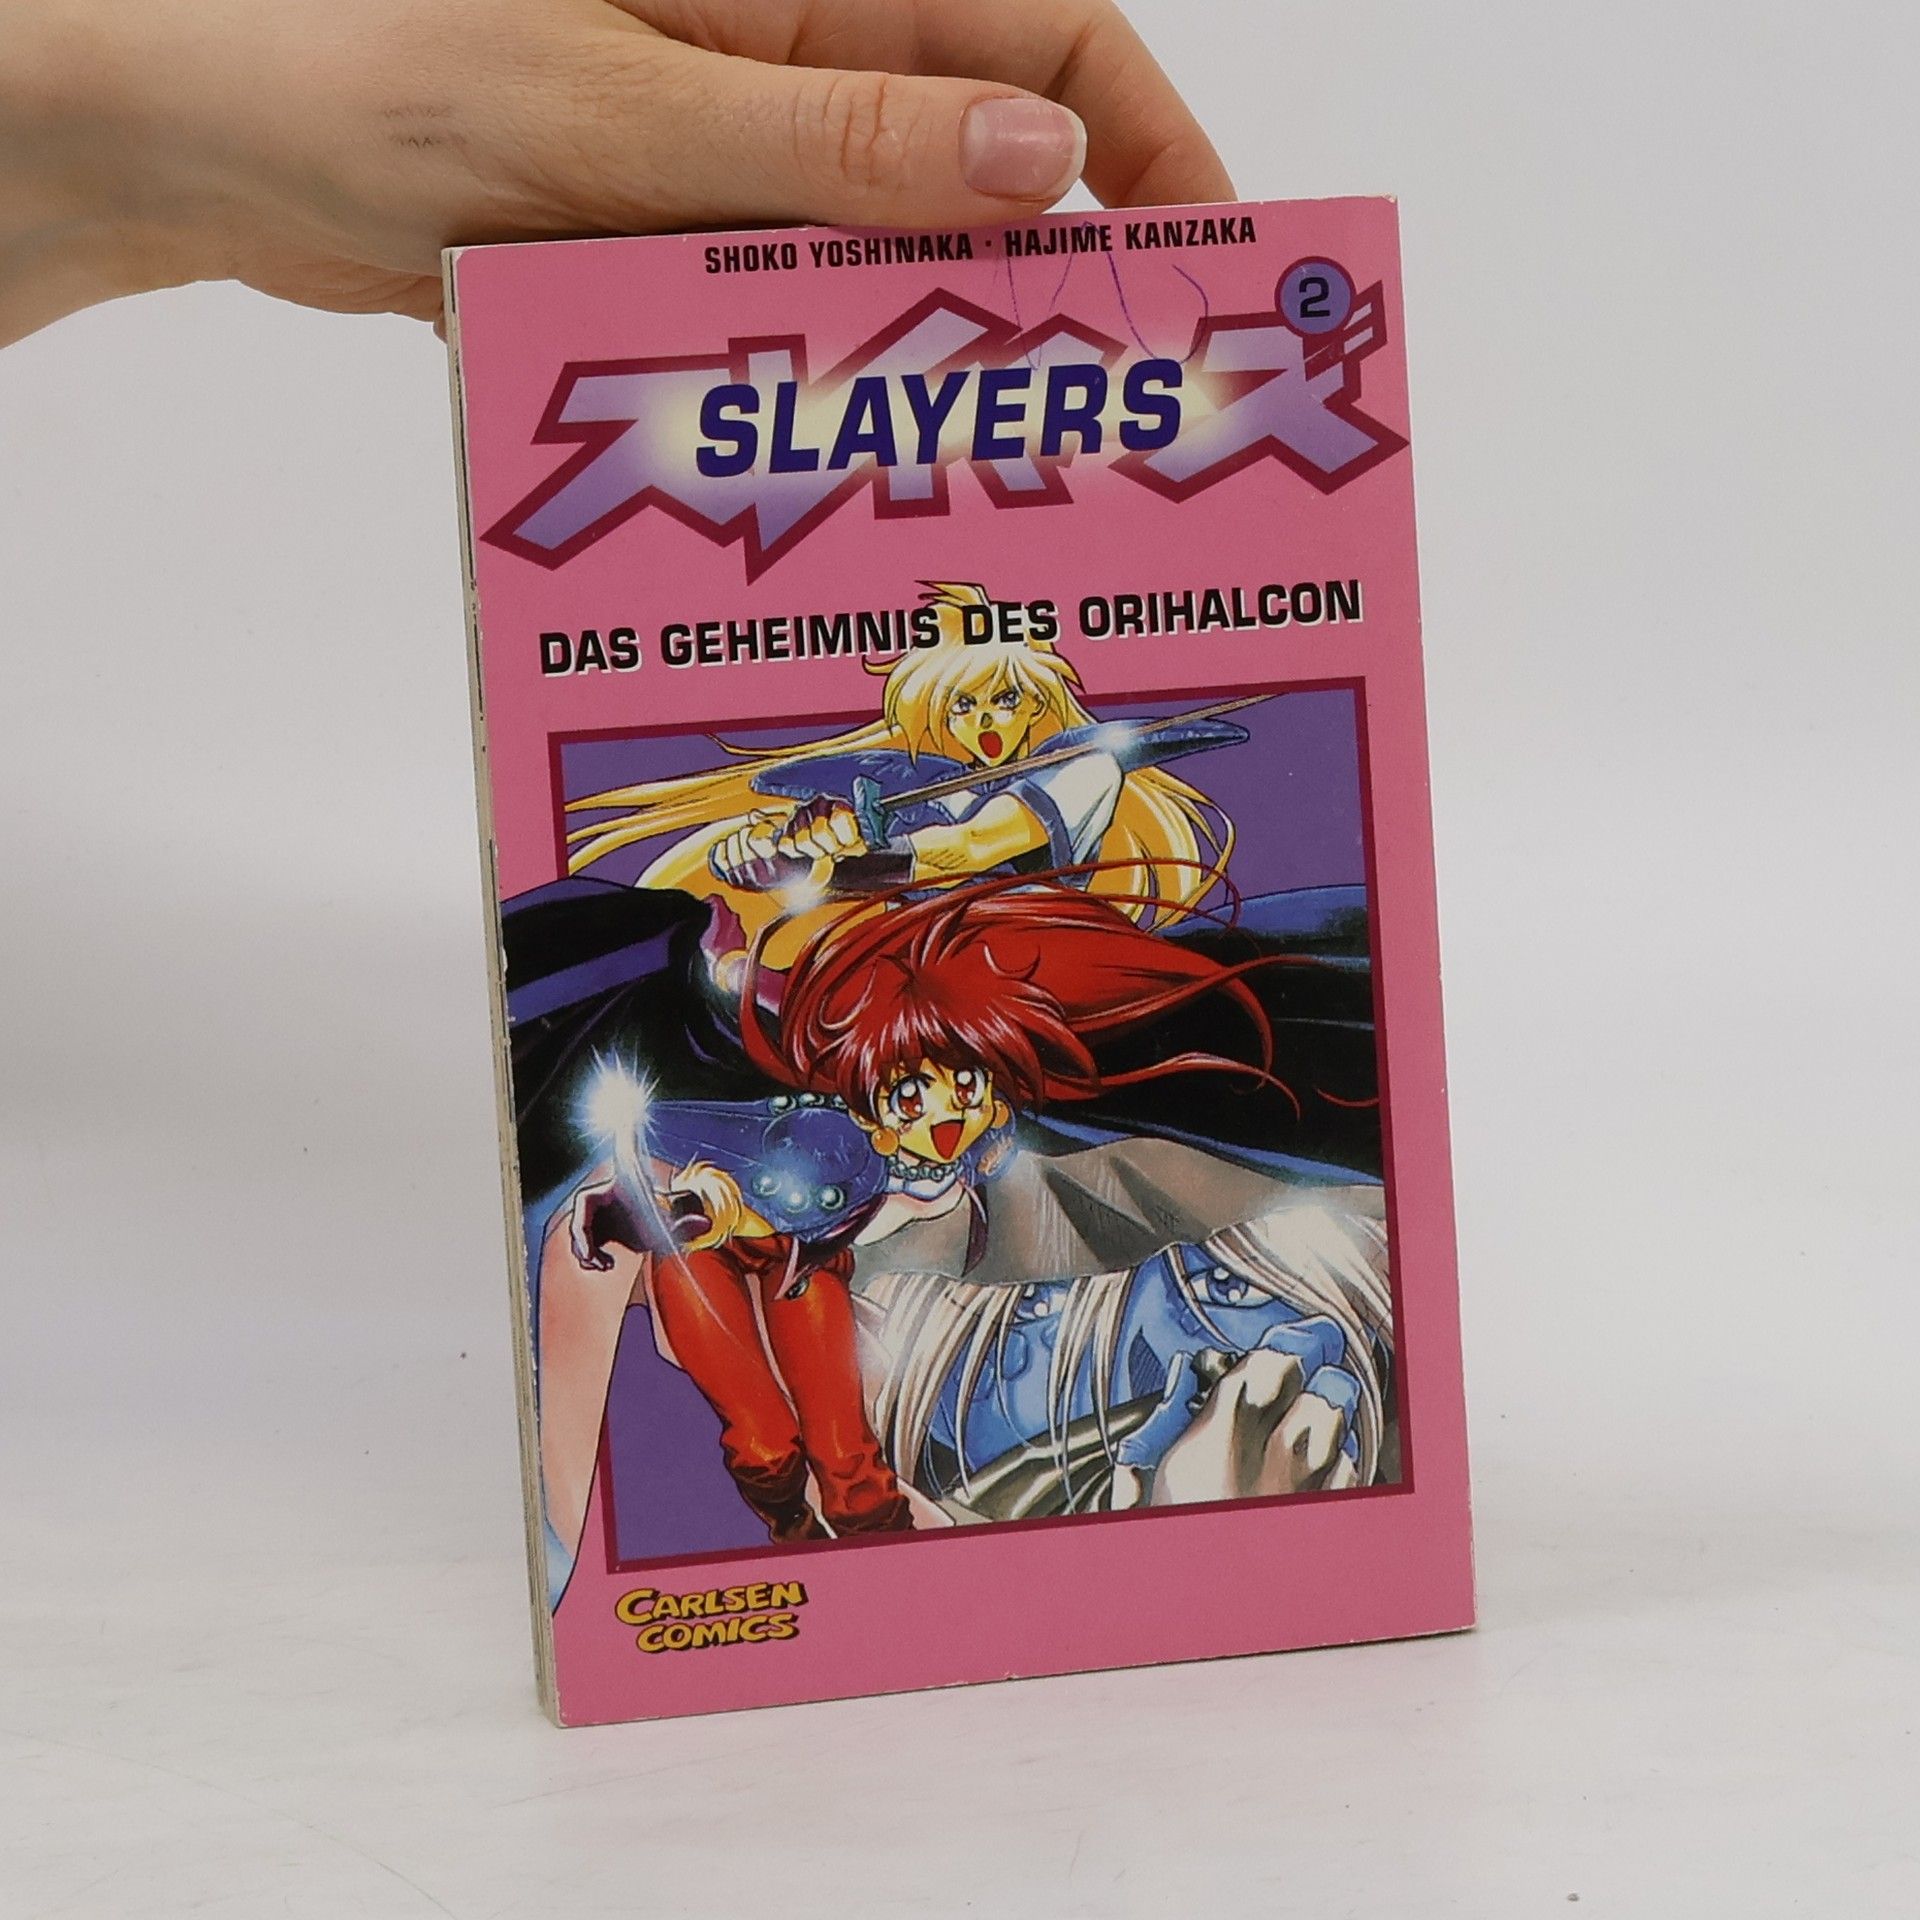 SHOKO YOSHINAKA · HAJIME KANZAKA
2
スレイヤーズ
SLAYERS
DAS GEHEIMNIS DES ORIHALCON
CARLSEN
COMICS